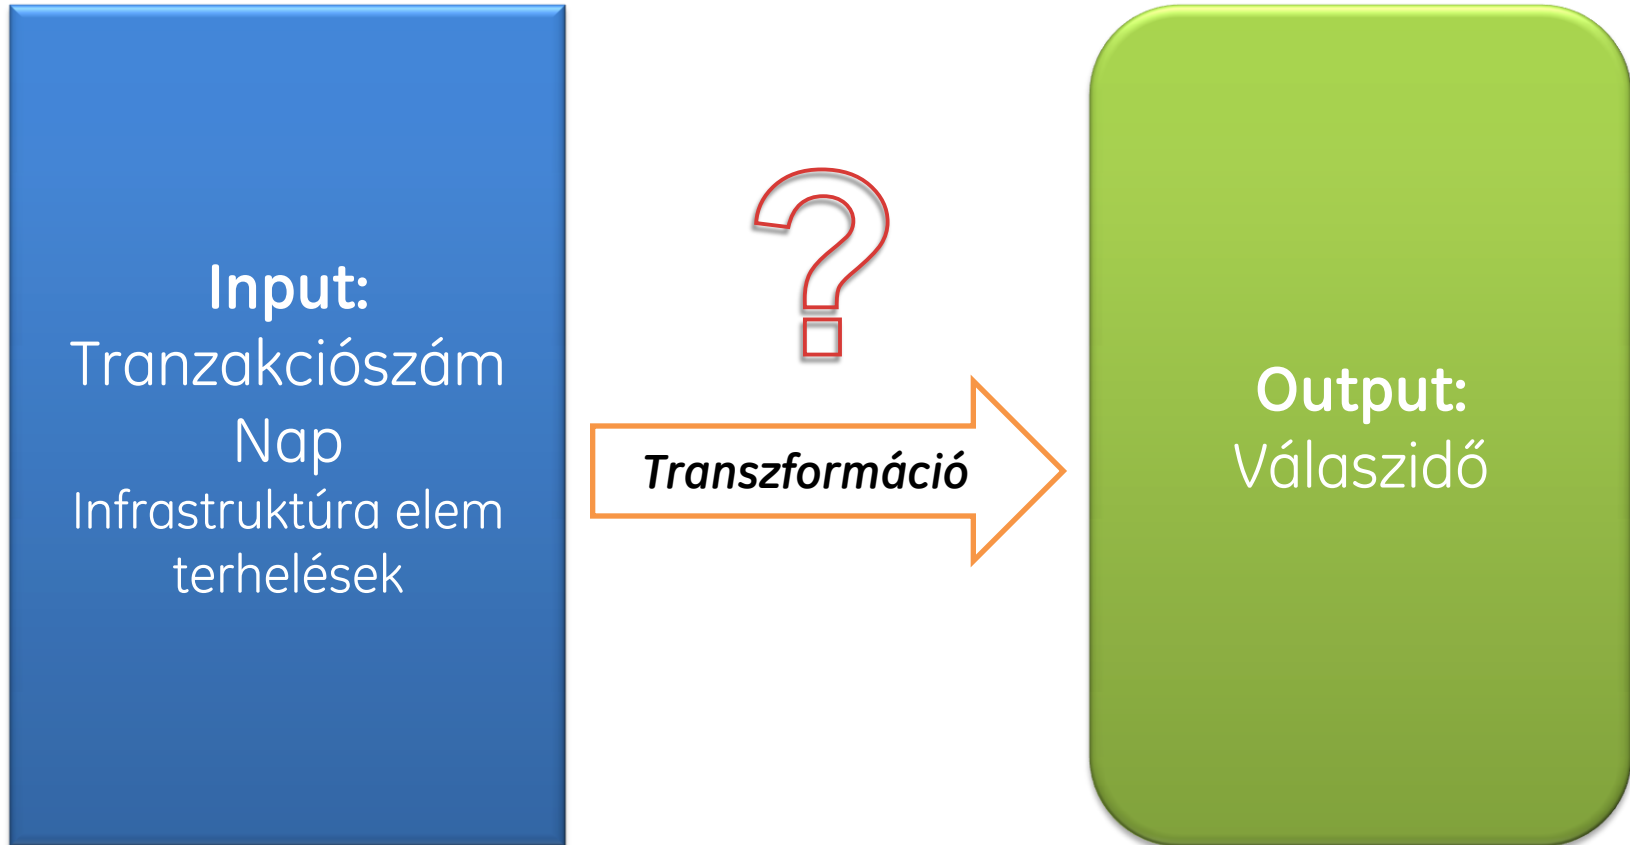 Input:
Tranzakciószám
Nap
Infrastruktúra elem
terhelések
?
Transzformáció
Output:
Válaszidő